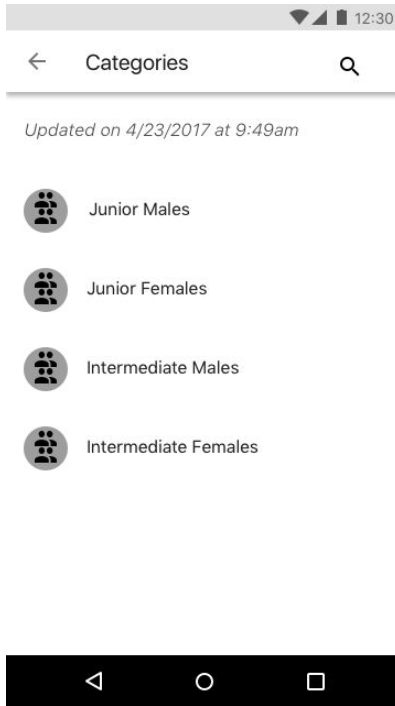 12:30
Categories
Updated on 4/23/2017 at 9:49am
Junior Males
Junior Females
Intermediate Males
Intermediate Females